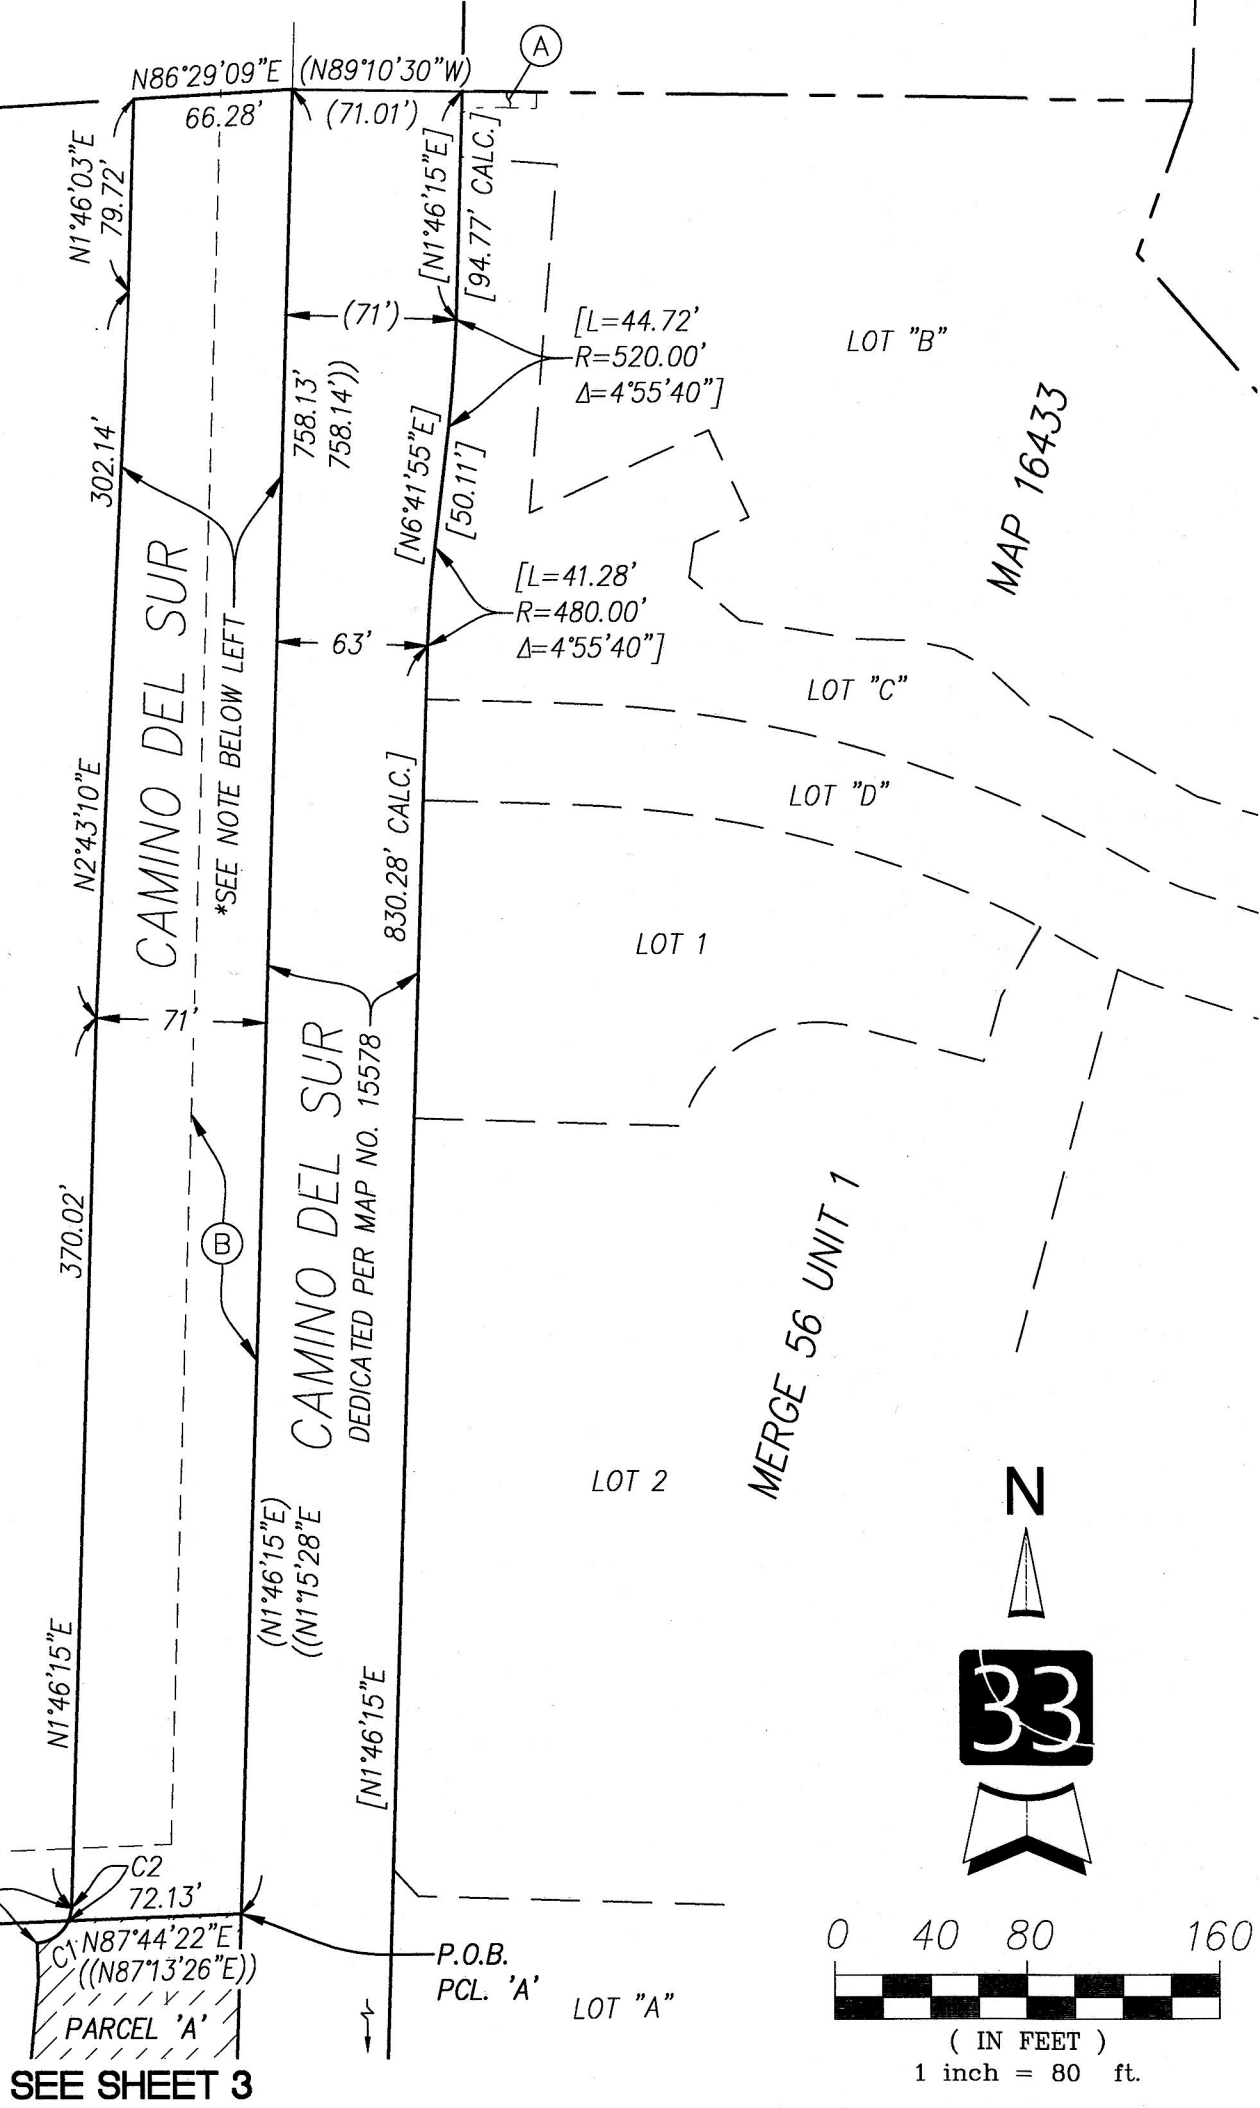 A
N86°29'09"E
(N89°10'30"W)
66.28'
(71.01')
N1°46'03"E
79.72'
[N1°46'15"E]
[94.77' CALC.]
(71')
[L=44.72'
R=520.00'
Δ=4°55'40"]
LOT "B"
758.13'
758.14'))
302.14'
[N6°41'55"E]
[50.11']
MAP 16433
[L=41.28'
R=480.00'
Δ=4°55'40"]
63'
CAMINO DEL SUR
*SEE NOTE BELOW LEFT
LOT "C"
LOT "D"
N2°43'10"E
830.28' CALC.]
LOT 1
71'
CAMINO DEL SUR
DEDICATED PER MAP NO. 15578
370.02'
B
MERGE 56 UNIT 1
LOT 2
N
(N1°46'15"E)
((N1°15'28"E
N1°46'15"E
[N1°46'15"E
33
C2
72.13'
C1
N87°44'22"E
((N87°13'26"E))
P.O.B.
PCL. 'A'
LOT "A"
PARCEL 'A'
SEE SHEET 3
0 40 80 160
( IN FEET )
1 inch = 80 ft.